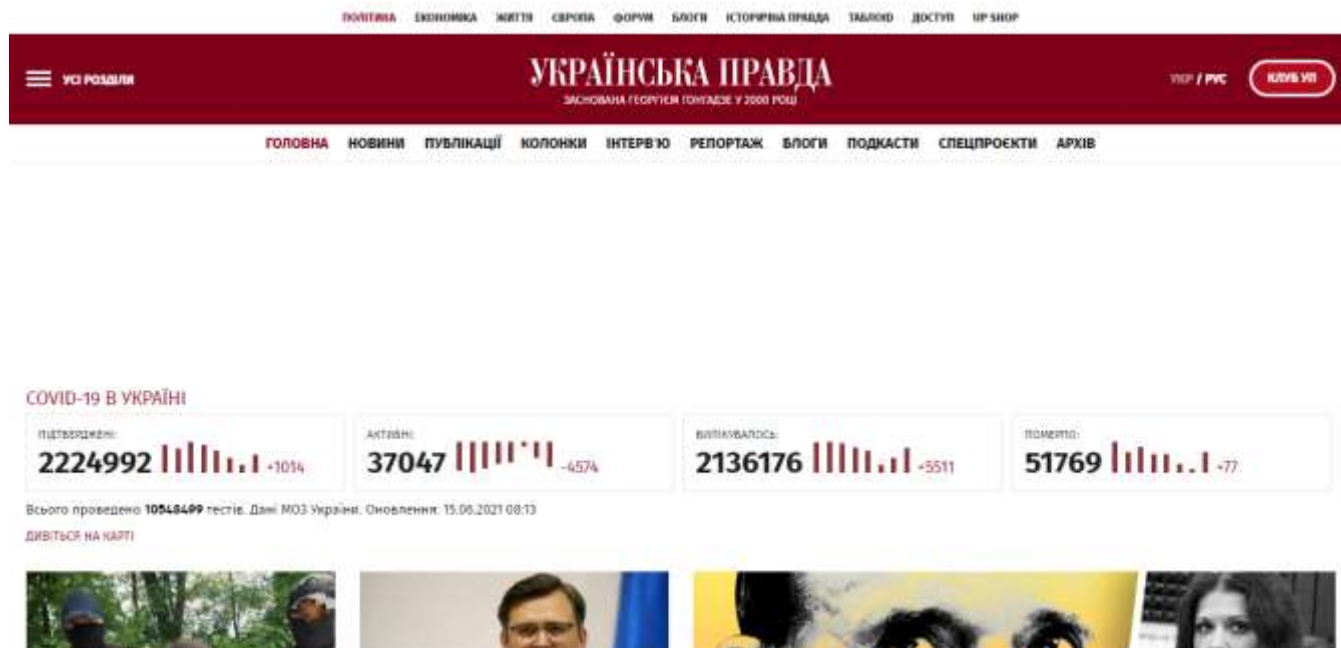 ПОЛІТИКА ЕКОНОМІКА ЖИТТЯ ЄВРОПА ФОРУМ БЛОГИ ІСТОРИЧНА ПРАВДА ТАБЛОІD ДОСТУП UP SHOP
УСІ РОЗДІЛИ
УКРАЇНСЬКА ПРАВДА
ЗАСНОВАНА ГЕОРГІЄМ ГОНГАДЗЕ У 2000 РОЦІ
УКР / РУС
КЛУБ УП
ГОЛОВНА НОВИНИ ПУБЛІКАЦІЇ КОЛОНКИ ІНТЕРВ'Ю РЕПОРТАЖ БЛОГИ ПОДКАСТИ СПЕЦПРОЄКТИ АРХІВ
COVID-19 В УКРАЇНІ
ПІДТВЕРДЖЕНІ: АКТИВНІ: ВИЛІКУВАЛОСЬ: ПОМЕРЛО:
2224992 +1014 37047 -4574 2136176 +5511 51769 +77
Всього проведено 10548499 тестів. Дані МОЗ України. Оновлення: 15.06.2021 08:13
ДИВІТЬСЯ НА КАРТІ